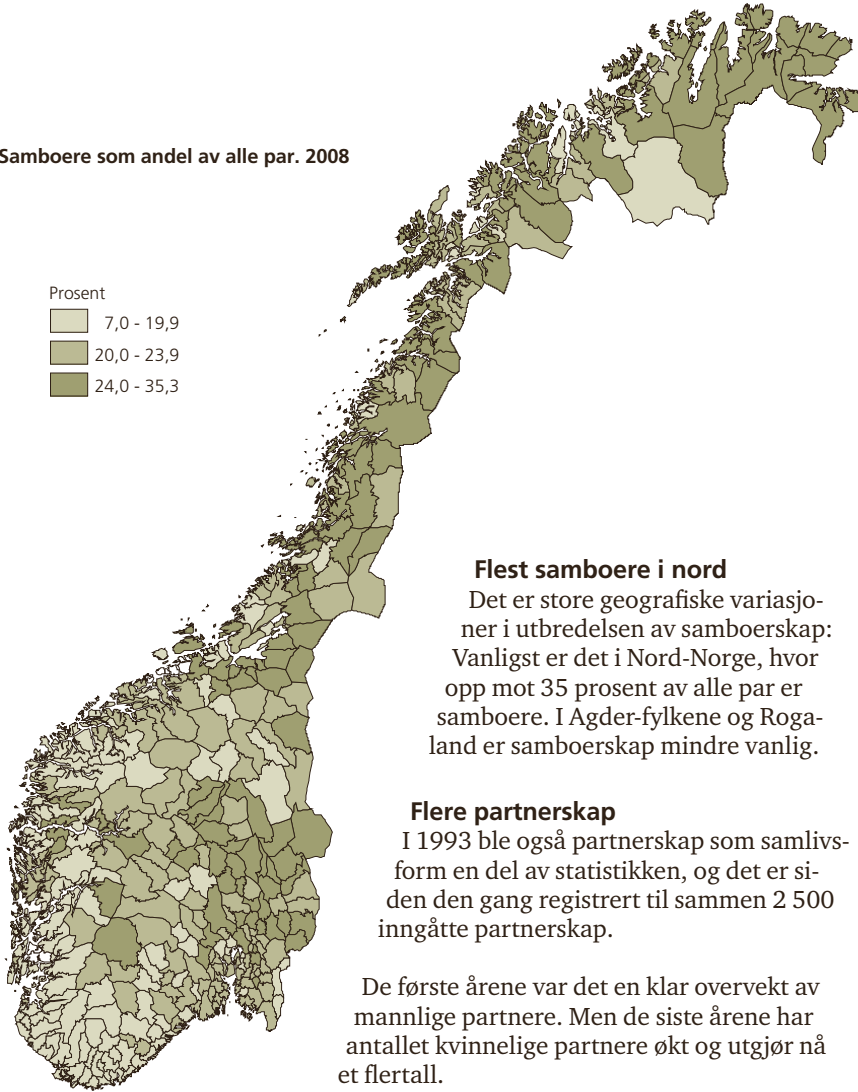 Samboere som andel av alle par. 2008
Prosent
7,0 - 19,9
20,0 - 23,9
24,0 - 35,3
Flest samboere i nord
Det er store geografiske variasjo-
ner i utbredelsen av samboerskap:
Vanligst er det i Nord-Norge, hvor
opp mot 35 prosent av alle par er
samboere. I Agder-fylkene og Roga-
land er samboerskap mindre vanlig.
Flere partnerskap
I 1993 ble også partnerskap som samlivs-
form en del av statistikken, og det er si-
den den gang registrert til sammen 2 500
inngåtte partnerskap.
De første årene var det en klar overvekt av
mannlige partnere. Men de siste årene har
antallet kvinnelige partnere økt og utgjør nå
et flertall.